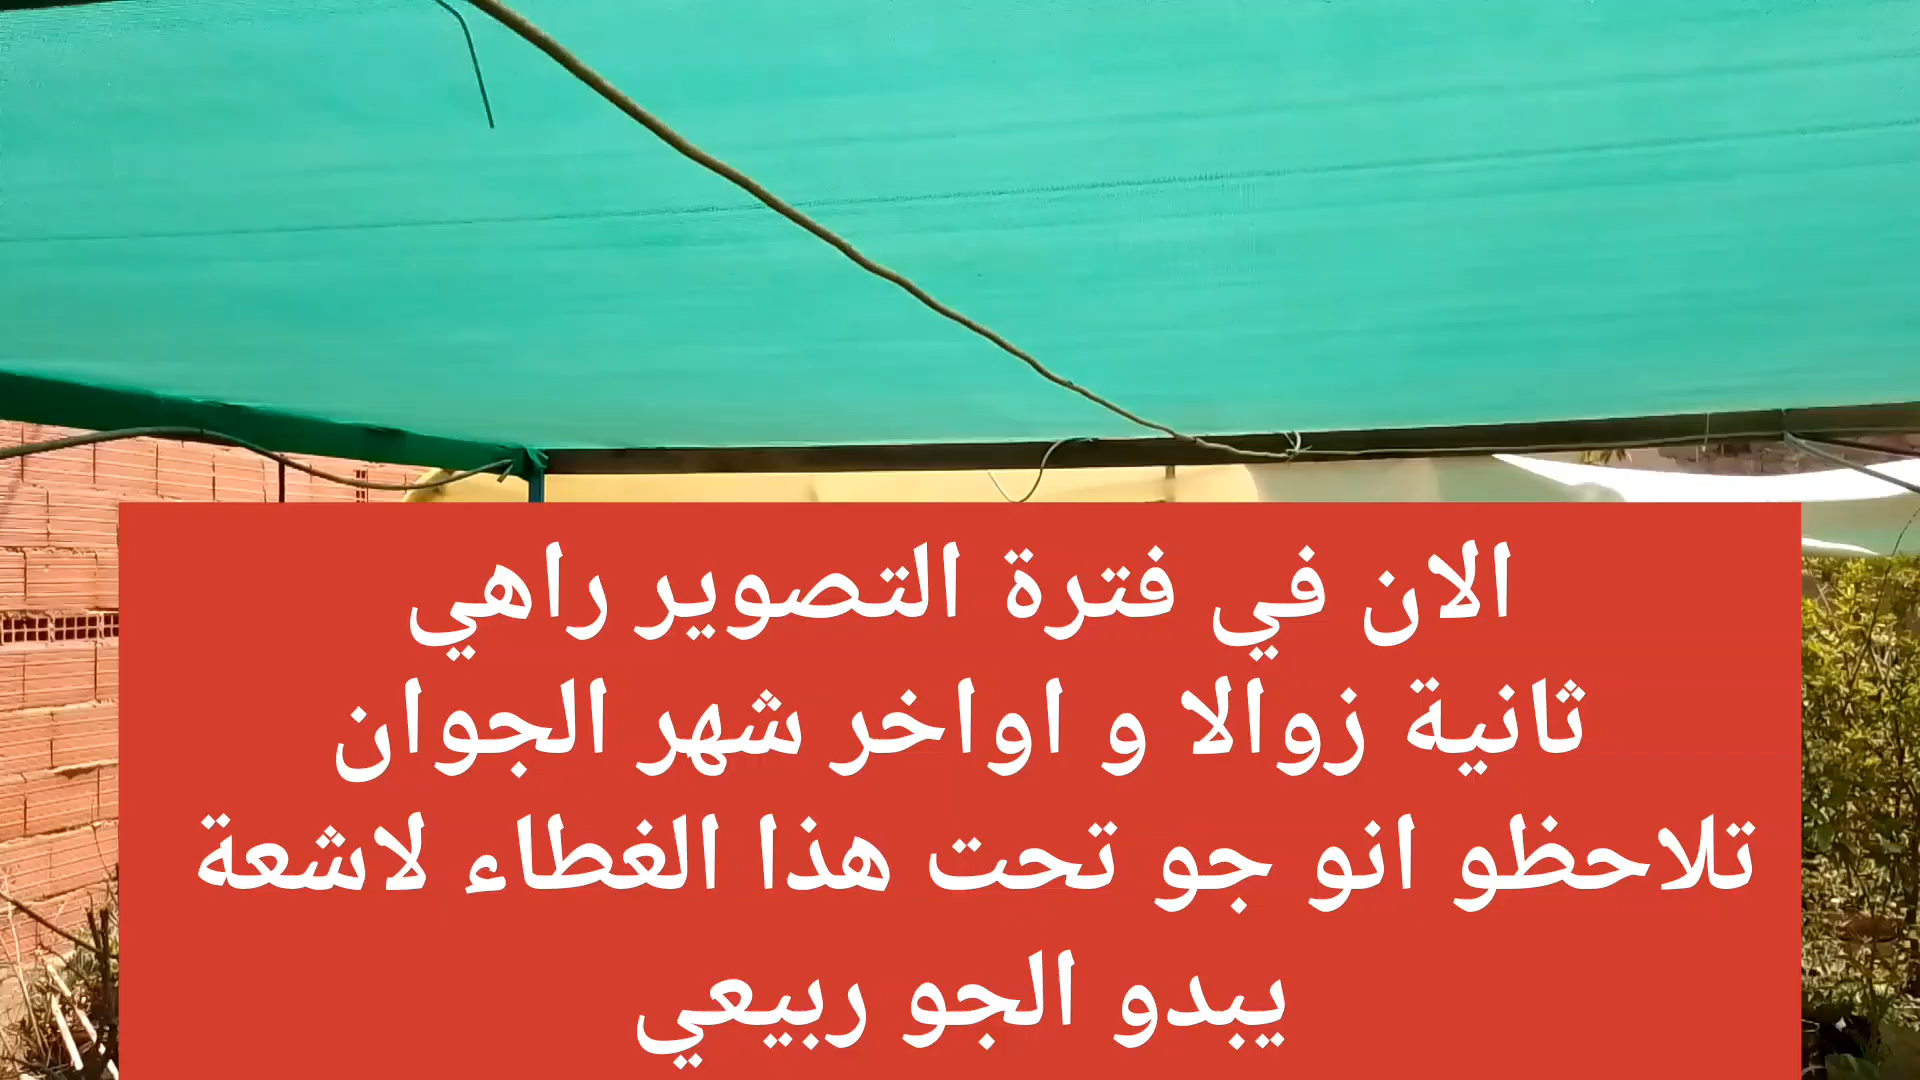 الان في فترة التصوير راهي
ثانية زوالا و اواخر شهر الجوان
تلاحظو انو جو تحت هذا الغطاء لاشعة
يبدو الجو ربيعي